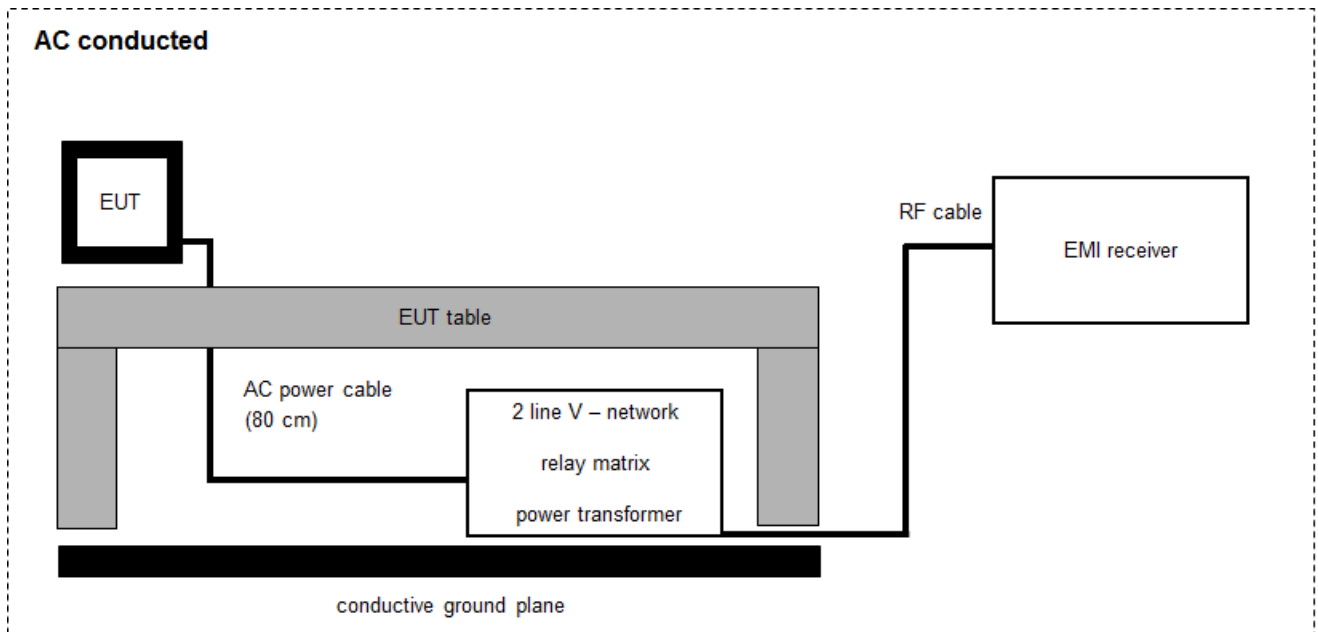 AC conducted
EUT
RF cable
EMI receiver
EUT table
AC power cable
(80 cm)
2 line V – network
relay matrix
power transformer
conductive ground plane